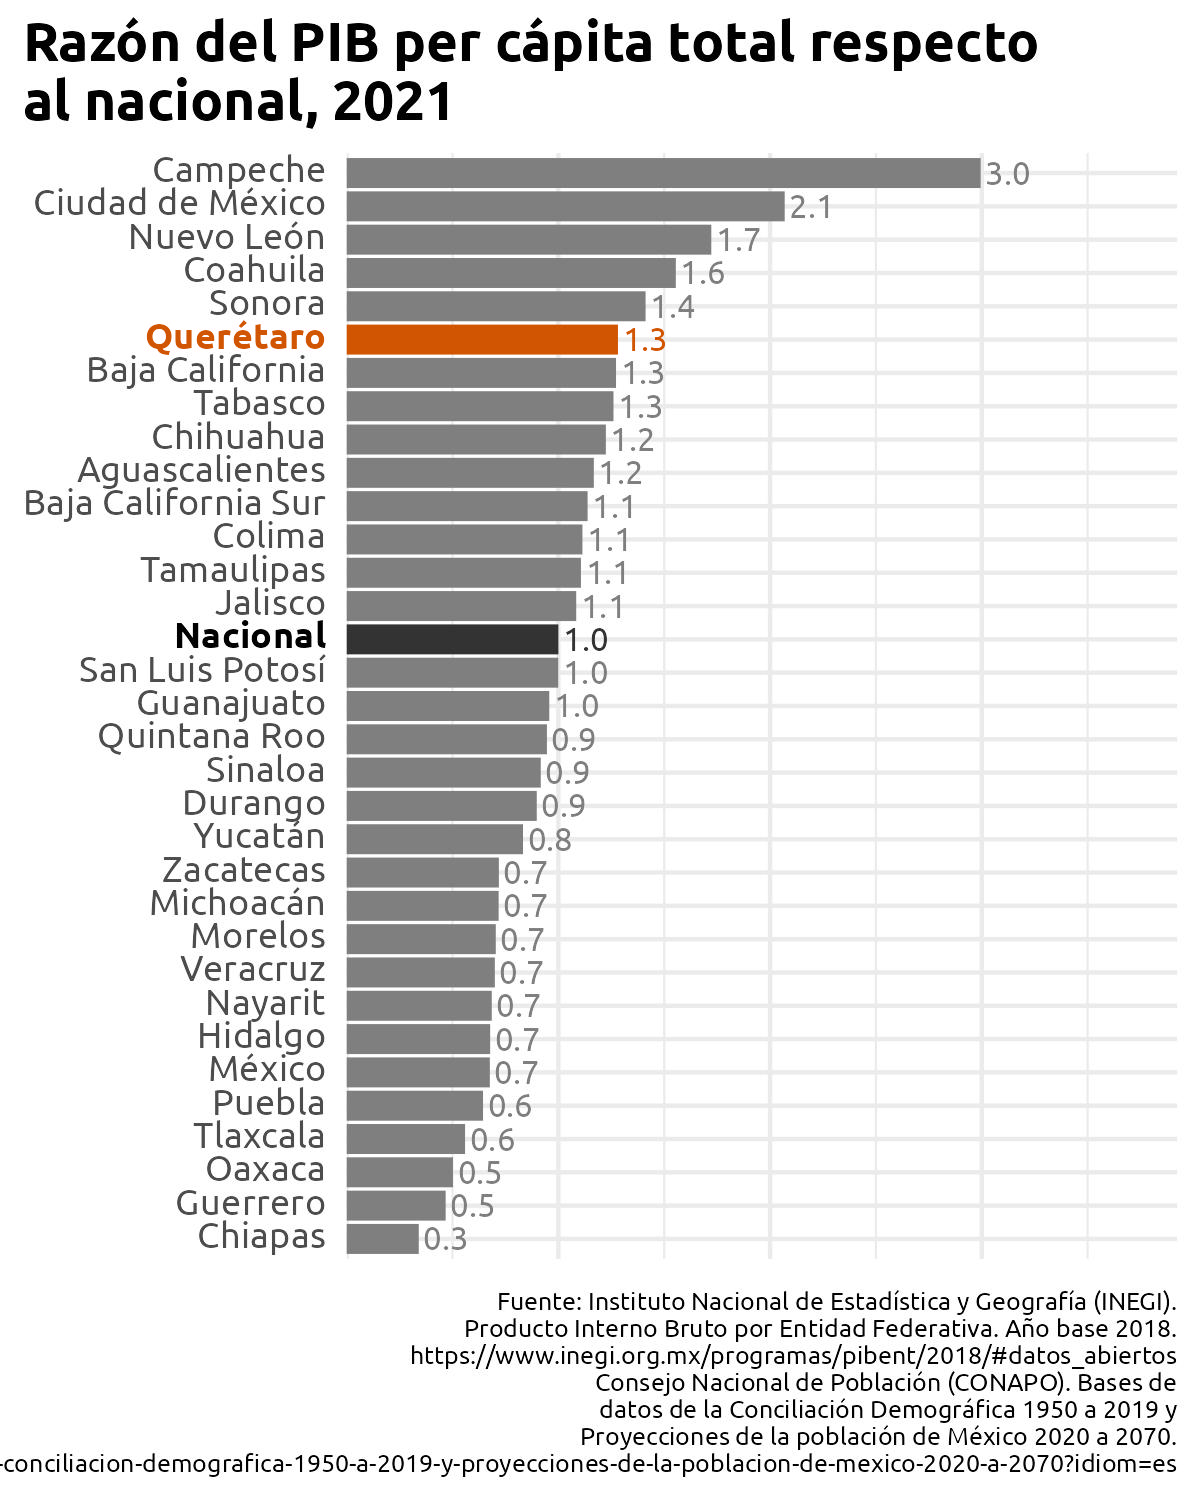 Razón del PIB per cápita total respecto
al nacional, 2021
Campeche 3.0
Ciudad de México 2.1
Nuevo León 1.7
Coahuila 1.6
Sonora 1.4
Querétaro 1.3
Baja California 1.3
Tabasco 1.3
Chihuahua 1.2
Aguascalientes 1.2
Baja California Sur 1.1
Colima 1.1
Tamaulipas 1.1
Jalisco 1.1
Nacional 1.0
San Luis Potosí 1.0
Guanajuato 1.0
Quintana Roo 0.9
Sinaloa 0.9
Durango 0.9
Yucatán 0.8
Zacatecas 0.7
Michoacán 0.7
Morelos 0.7
Veracruz 0.7
Nayarit 0.7
Hidalgo 0.7
México 0.7
Puebla 0.6
Tlaxcala 0.6
Oaxaca 0.5
Guerrero 0.5
Chiapas 0.3
Fuente: Instituto Nacional de Estadística y Geografía (INEGI).
Producto Interno Bruto por Entidad Federativa. Año base 2018.
https://www.inegi.org.mx/programas/pibent/2018/#datos_abiertos
Consejo Nacional de Población (CONAPO). Bases de
datos de la Conciliación Demográfica 1950 a 2019 y
Proyecciones de la población de México 2020 a 2070.
-conciliacion-demografica-1950-a-2019-y-proyecciones-de-la-poblacion-de-mexico-2020-a-2070?idiom=es